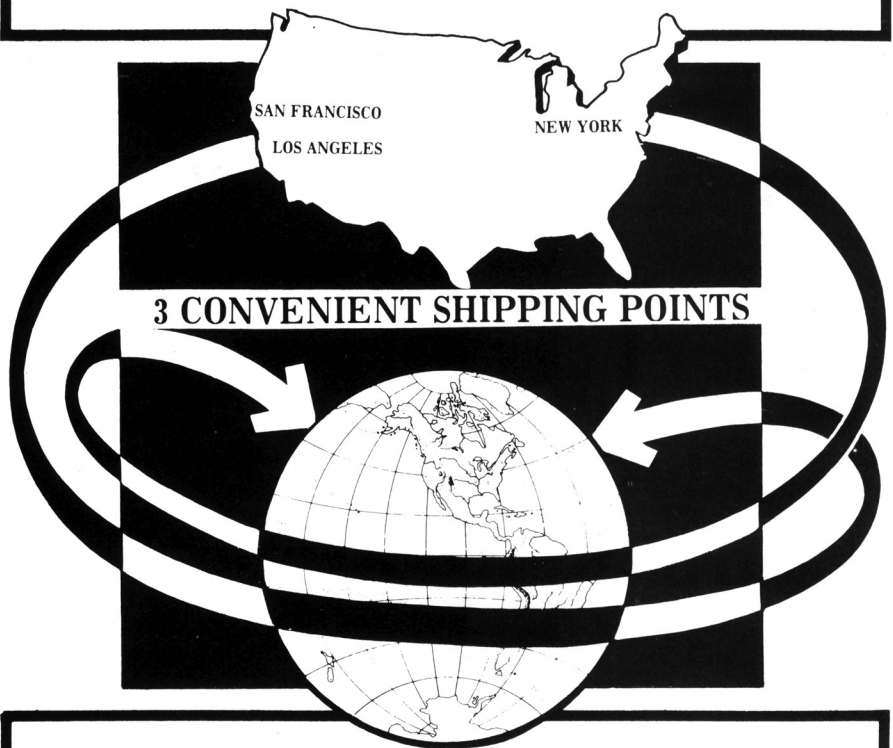 SAN FRANCISCO
LOS ANGELES
NEW YORK
3 CONVENIENT SHIPPING POINTS